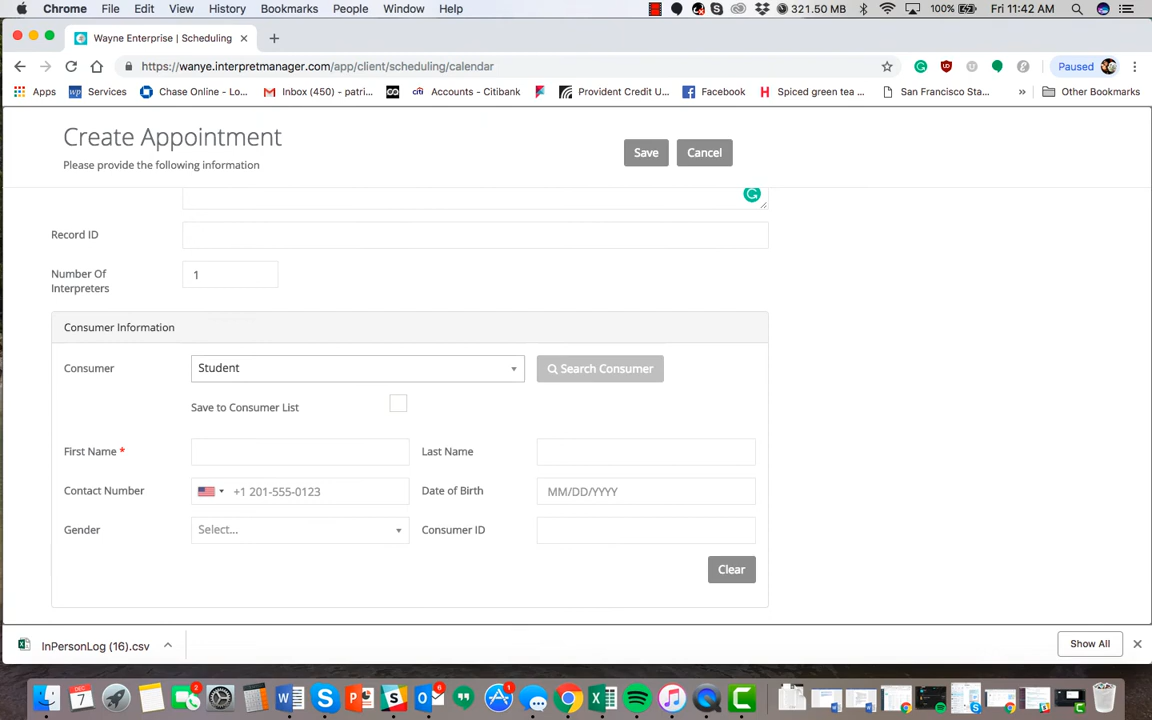 Chrome File Edit View History Bookmarks People Window Help 321.50 MB 100% Fri 11:42 AM
Wayne Enterprise | Scheduling
https://wanye.interpretmanager.com/app/client/scheduling/calendar Paused
Apps Services Chase Online - Lo... Inbox (450) - patri... Accounts - Citibank Provident Credit U... Facebook Spiced green tea ... San Francisco Sta... » Other Bookmarks
Create Appointment
Please provide the following information
Save Cancel
Record ID
Number Of
Interpreters
1
Consumer Information
Consumer Student Search Consumer
Save to Consumer List
First Name * Last Name
Contact Number +1 201-555-0123 Date of Birth MM/DD/YYYY
Gender Select... Consumer ID
Clear
InPersonLog (16).csv Show All